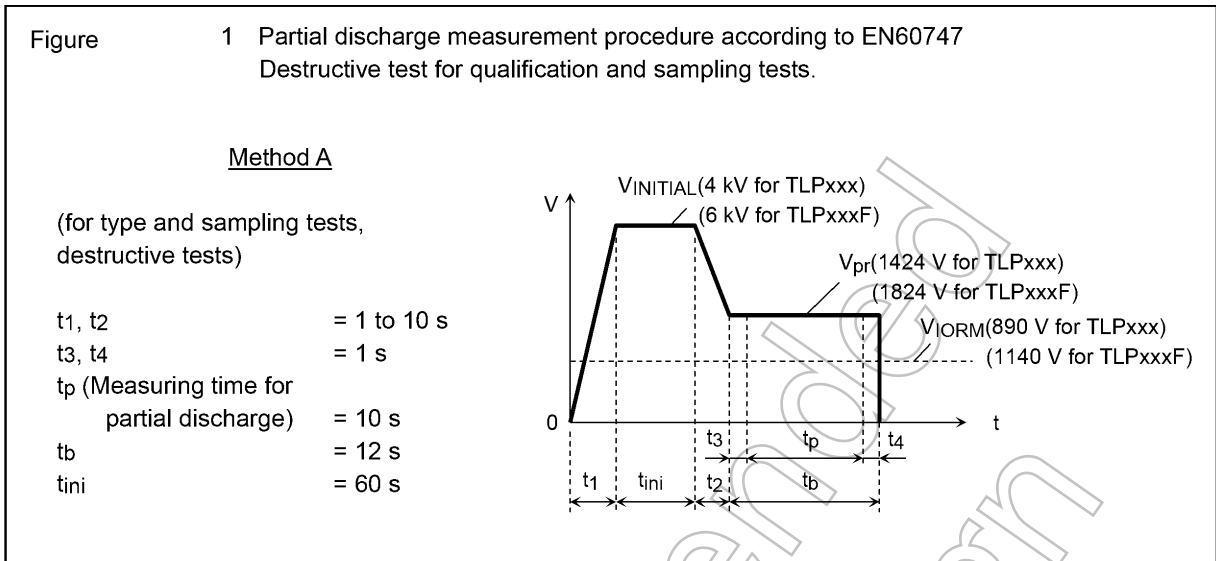 Figure 1 Partial discharge measurement procedure according to EN60747
Destructive test for qualification and sampling tests.
Method A
(for type and sampling tests,
destructive tests)
t1, t2 = 1 to 10 s
t3, t4 = 1 s
tp (Measuring time for
partial discharge) = 10 s
tb = 12 s
tini = 60 s
V
VINITIAL(4 kV for TLPxxx)
(6 kV for TLPxxxF)
Vpr(1424 V for TLPxxx)
(1824 V for TLPxxxF)
VIORM(890 V for TLPxxx)
(1140 V for TLPxxxF)
0
t
t3 tp t4
t1 tini t2 tb
ended
gn